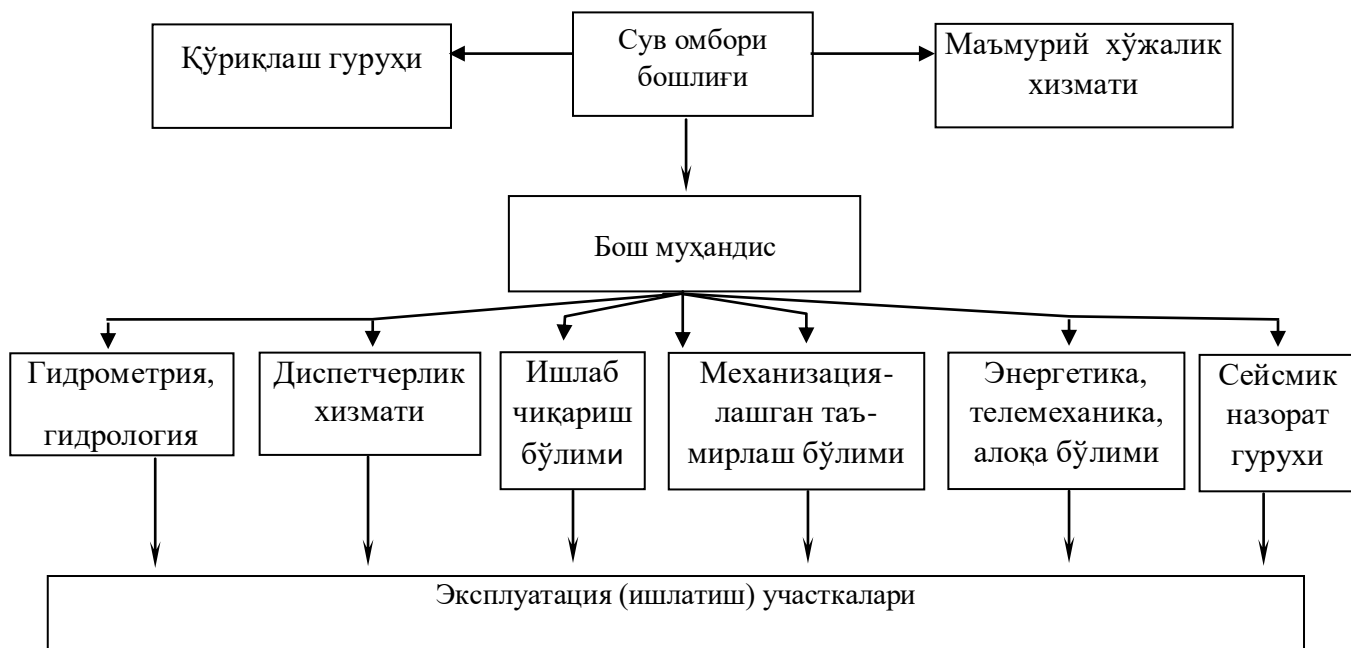 Қўриқлаш гуруҳи
Сув омбори
бошлиғи
Маъмурий хўжалик
хизмати
Бош муҳандис
Гидрометрия,
гидрология
Диспетчерлик
хизмати
Ишлаб
чиқариш
бўлими
Механизация-
лашган таъ-
мирлаш бўлими
Энергетика,
телемеханика,
алоқа бўлими
Сейсмик
назорат
гурухи
Эксплуатация (ишлатиш) участкалари